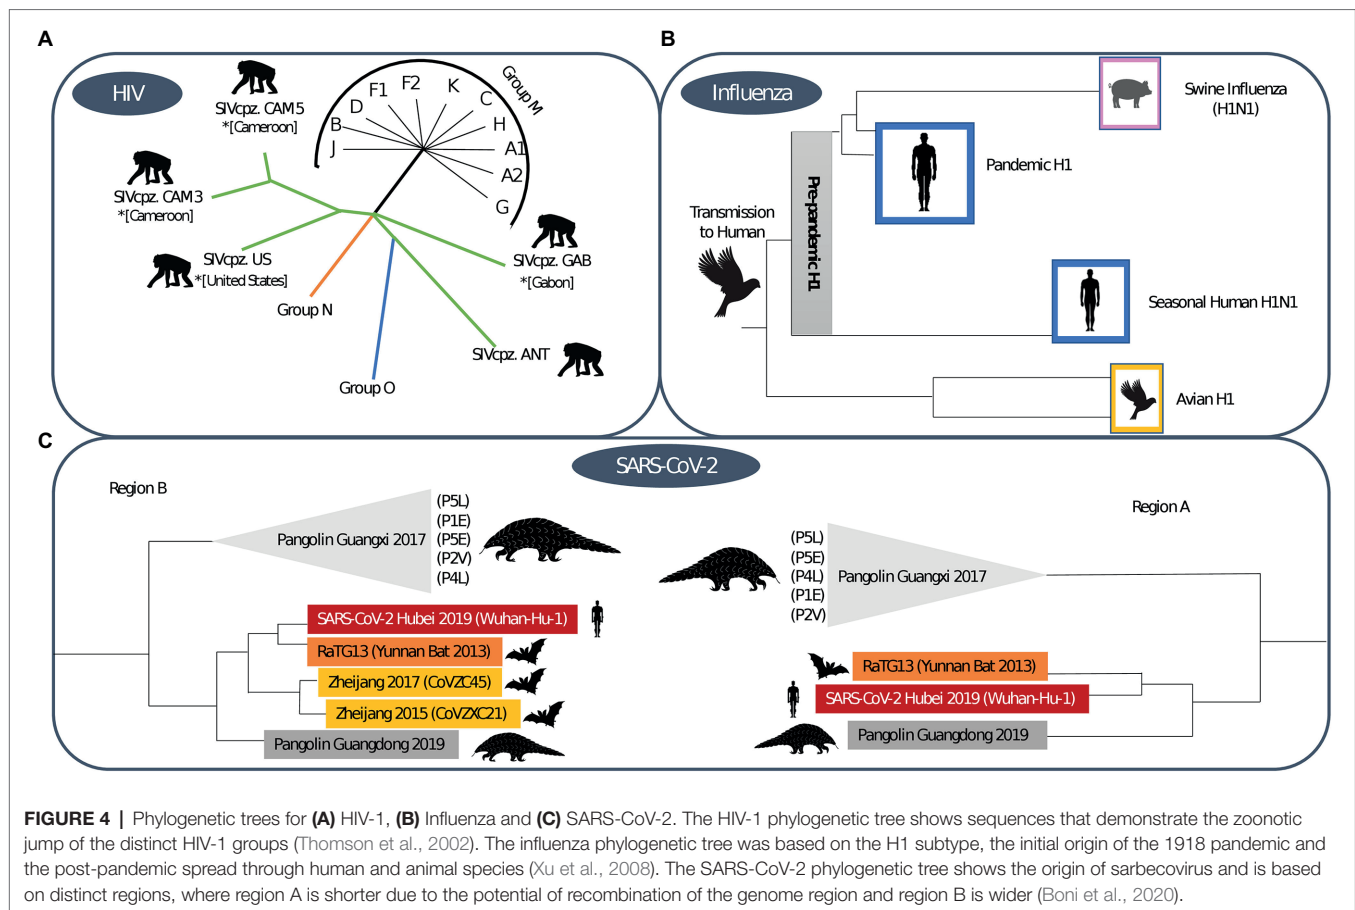 A
HIV
SIVcpz. CAM5
*[Cameroon]
SIVcpz. CAM3
*[Cameroon]
SIVcpz. US
*[United States]
Group N
Group O
SIVcpz. ANT
SIVcpz. GAB
*[Gabon]
J
B
D
F1
F2
K
C
H
A1
A2
G
Group M
B
Influenza
Transmission
to Human
Pre-pandemic H1
Swine Influenza
(H1N1)
Pandemic H1
Seasonal Human H1N1
Avian H1
C
SARS-CoV-2
Region B
Pangolin Guangxi 2017
(P5L)
(P1E)
(P5E)
(P2V)
(P4L)
SARS-CoV-2 Hubei 2019 (Wuhan-Hu-1)
RaTG13 (Yunnan Bat 2013)
Zheijang 2017 (CoVZC45)
Zheijang 2015 (CoVZXC21)
Pangolin Guangdong 2019
Region A
(P5L)
(P5E)
(P4L)
(P1E)
(P2V)
Pangolin Guangxi 2017
RaTG13 (Yunnan Bat 2013)
SARS-CoV-2 Hubei 2019 (Wuhan-Hu-1)
Pangolin Guangdong 2019
FIGURE 4 | Phylogenetic trees for (A) HIV-1, (B) Influenza and (C) SARS-CoV-2. The HIV-1 phylogenetic tree shows sequences that demonstrate the zoonotic
jump of the distinct HIV-1 groups (Thomson et al., 2002). The influenza phylogenetic tree was based on the H1 subtype, the initial origin of the 1918 pandemic and
the post-pandemic spread through human and animal species (Xu et al., 2008). The SARS-CoV-2 phylogenetic tree shows the origin of sarbecovirus and is based
on distinct regions, where region A is shorter due to the potential of recombination of the genome region and region B is wider (Boni et al., 2020).